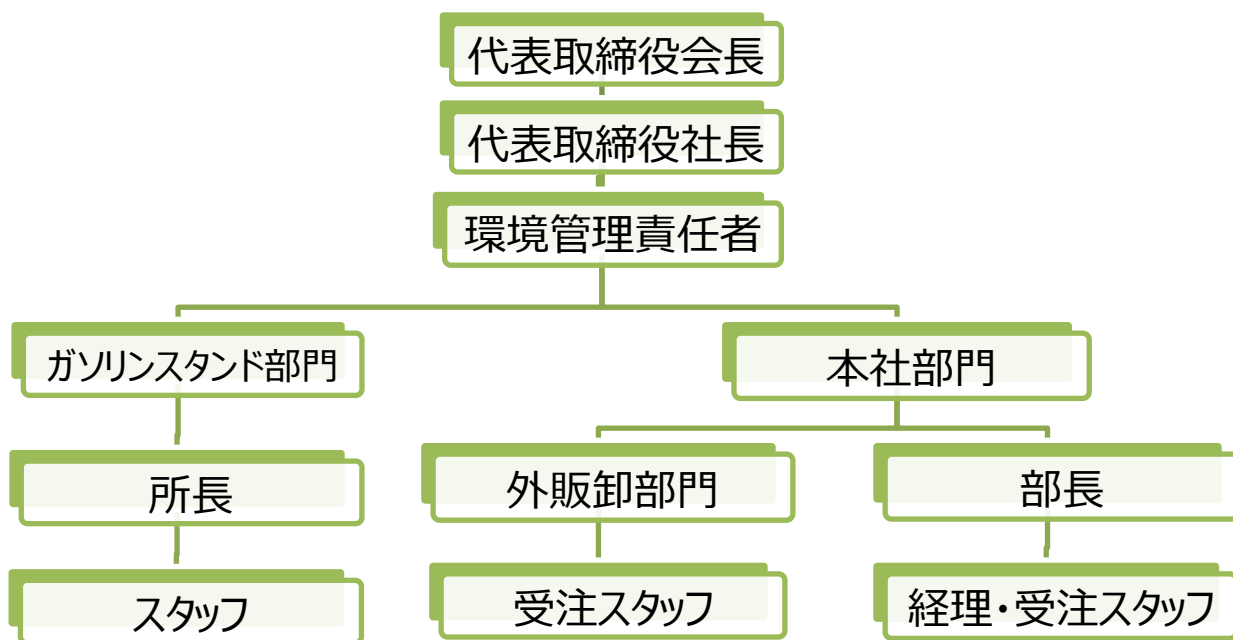 代表取締役会長
代表取締役社長
環境管理責任者
ガソリンスタンド部門
本社部門
所長
外販卸部門
部長
スタッフ
受注スタッフ
経理・受注スタッフ